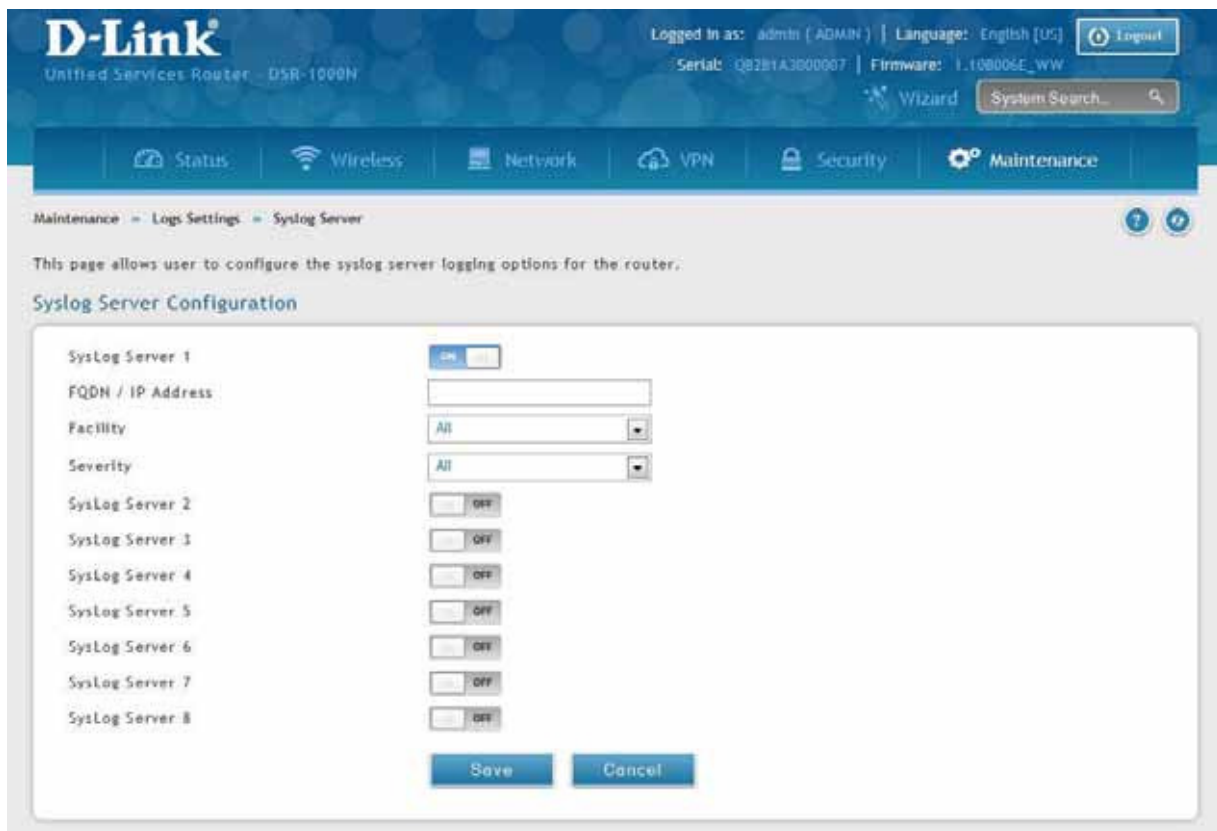 D-Link
Logged in as: admin ( ADMIN ) | Language: English [US]
Logout
Unified Services Router - DSR-1000N
Serial: QB2B1A3000007 | Firmware: 1.10B006E_WW
Wizard
System Search...
Status
Wireless
Network
VPN
Security
Maintenance
Maintenance » Logs Settings » Syslog Server
?
This page allows user to configure the syslog server logging options for the router.
Syslog Server Configuration
SysLog Server 1
ON
FQDN / IP Address
Facility
All
Severity
All
SysLog Server 2
OFF
SysLog Server 3
OFF
SysLog Server 4
OFF
SysLog Server 5
OFF
SysLog Server 6
OFF
SysLog Server 7
OFF
SysLog Server 8
OFF
Save
Cancel